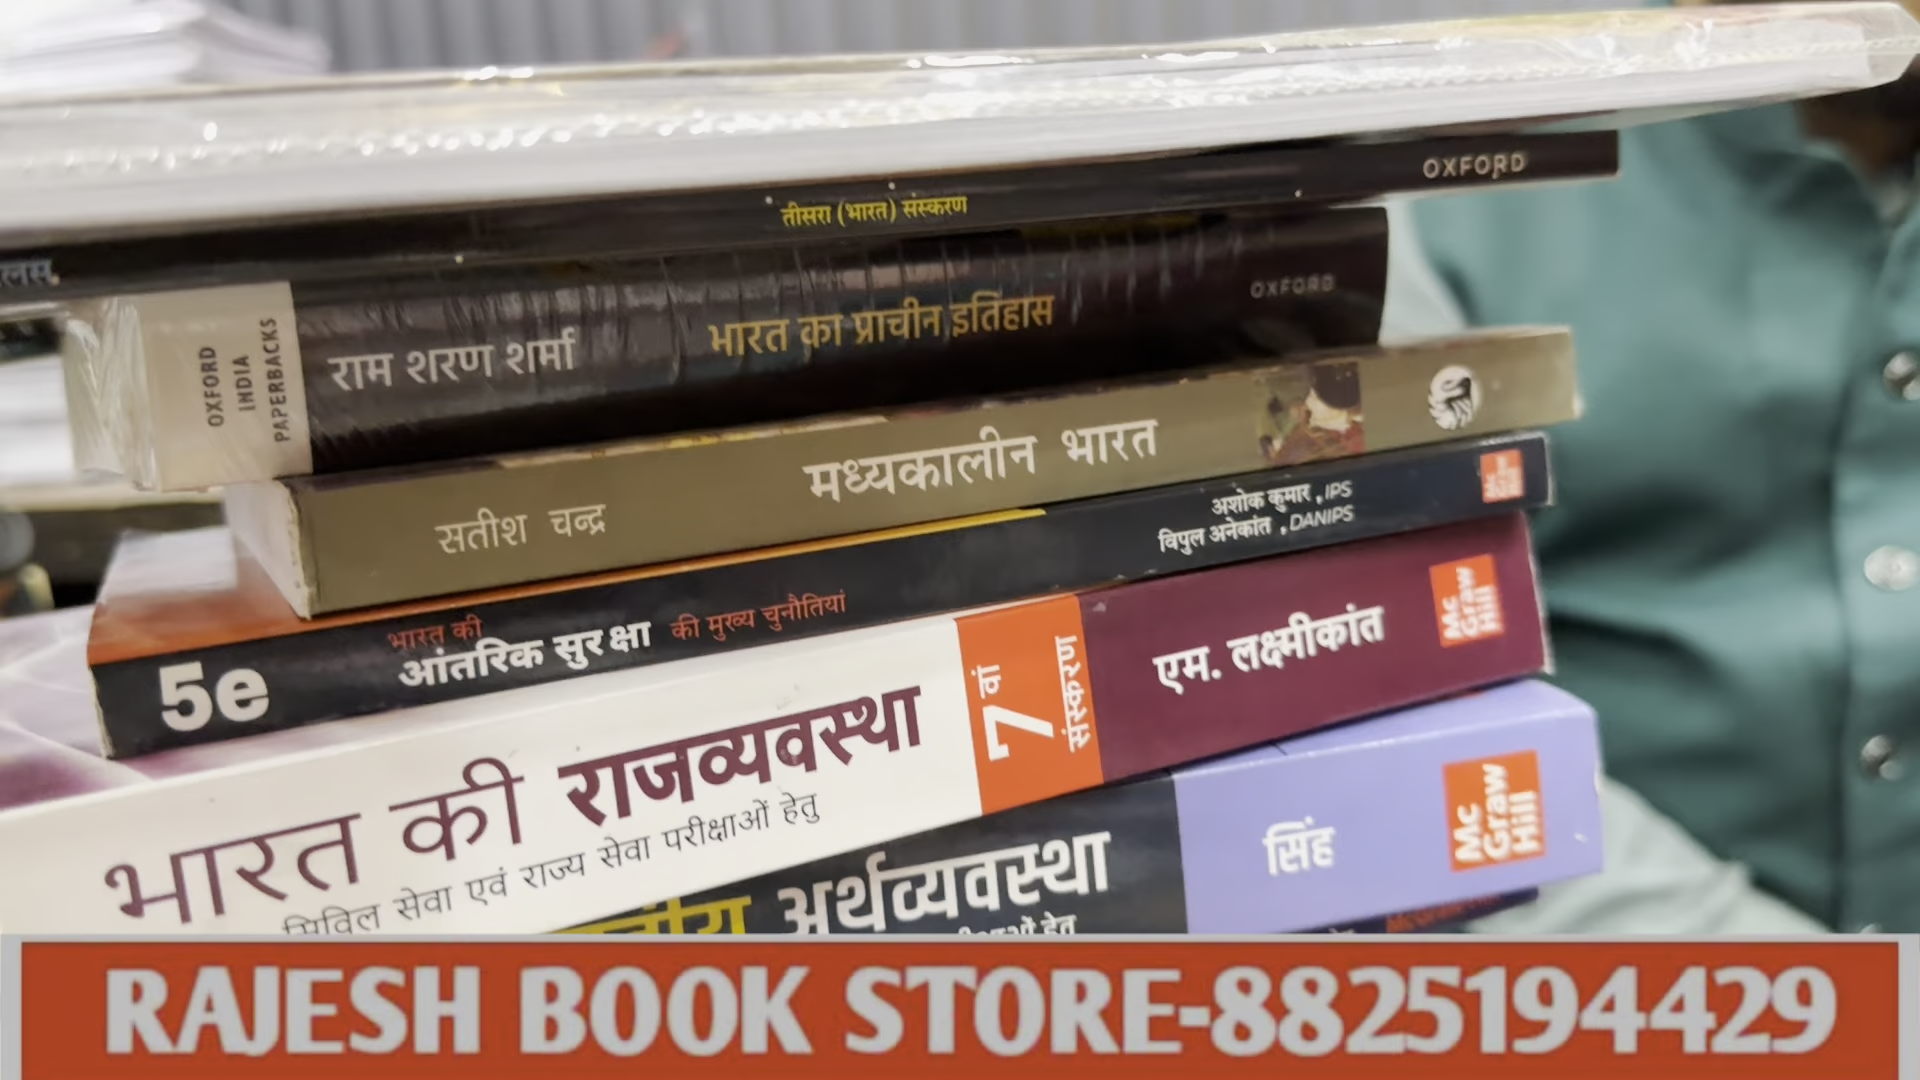 OXFORD
तीसरा (भारत) संस्करण
OXFORD
INDIA
PAPERBACKS
राम शरण शर्मा
भारत का प्राचीन इतिहास
OXFORD
सतीश चन्द्र
मध्यकालीन भारत
5e
भारत की
आंतरिक सुरक्षा की मुख्य चुनौतियां
अशोक कुमार, IPS
विपुल अनेकांत, DANIPS
Mc
Graw
Hill
भारत की राजव्यवस्था
सिविल सेवा एवं राज्य सेवा परीक्षाओं हेतु
7वां
संस्करण
एम. लक्ष्मीकांत
Mc
Graw
Hill
अर्थव्यवस्था
हेतु
सिंह
Mc
Graw
Hill
RAJESH BOOK STORE-8825194429